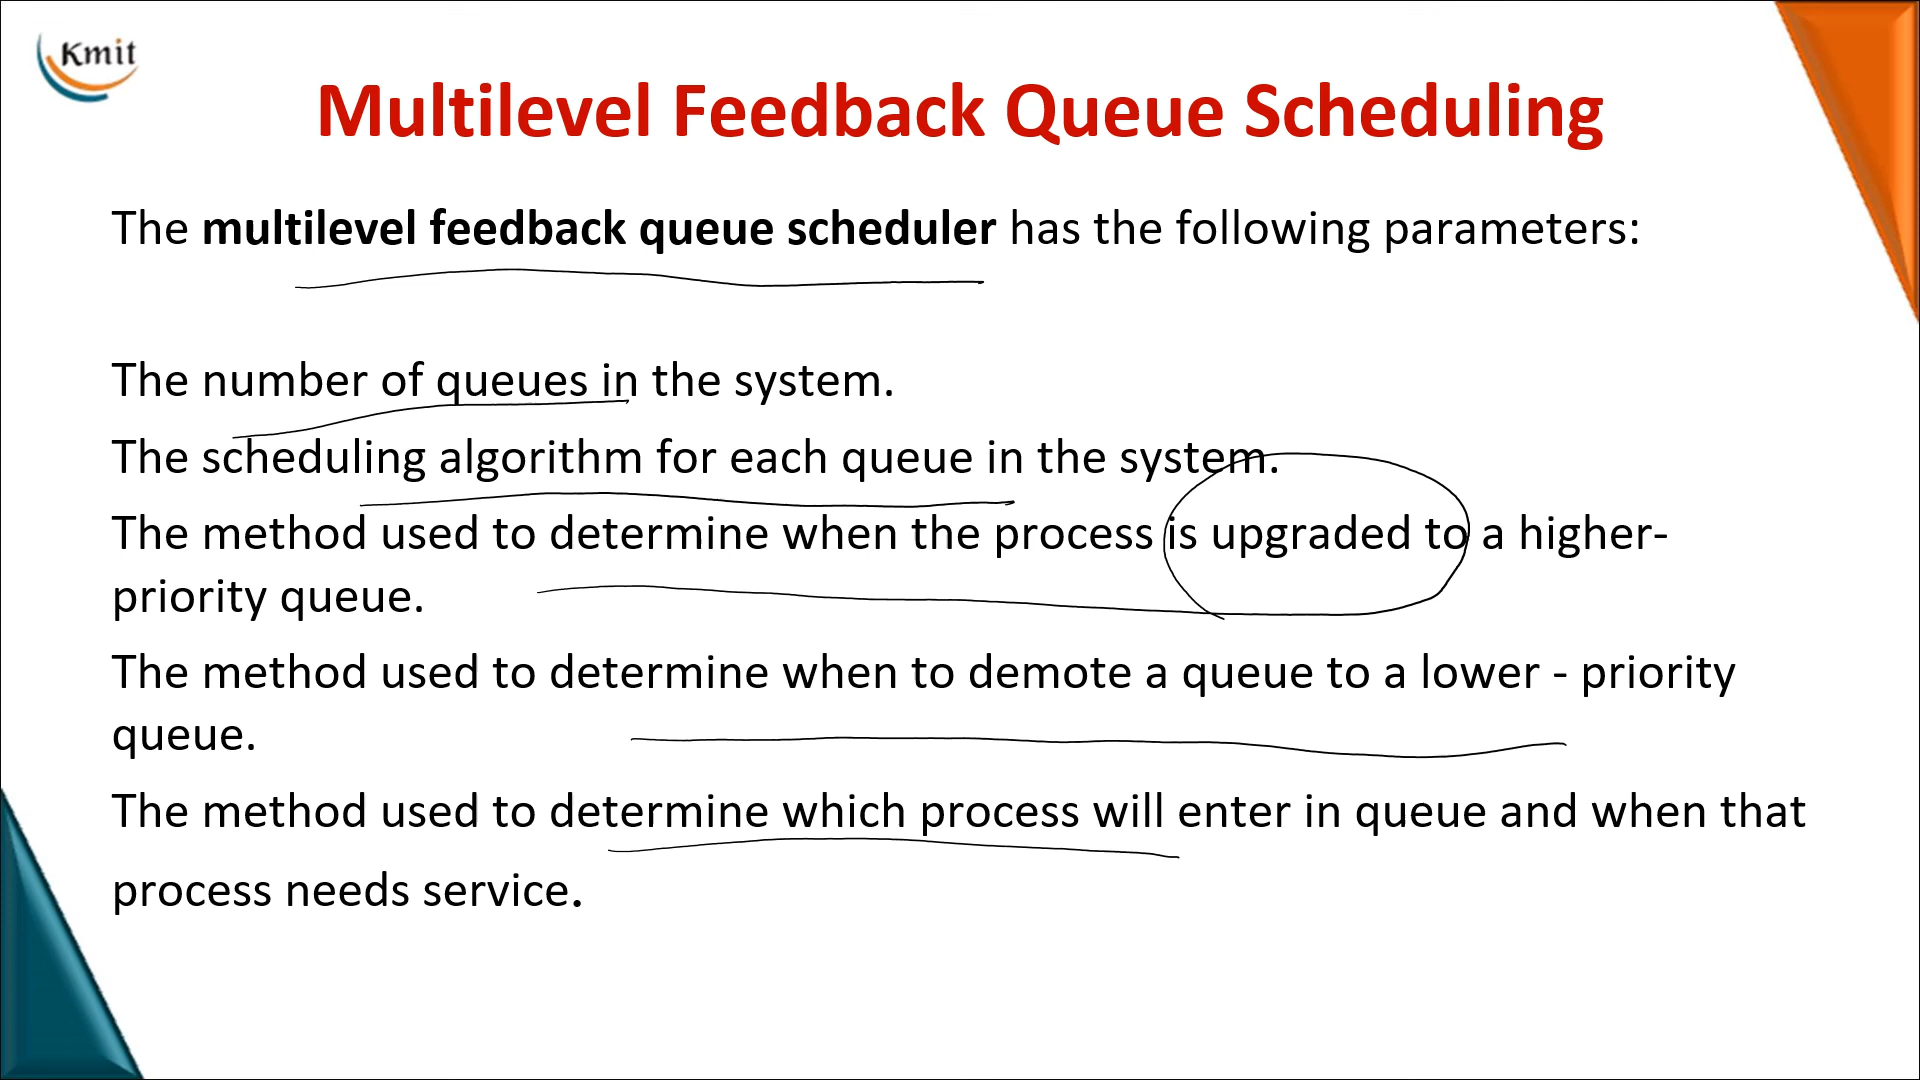 Kmit
Multilevel Feedback Queue Scheduling
The multilevel feedback queue scheduler has the following parameters:
The number of queues in the system.
The scheduling algorithm for each queue in the system.
The method used to determine when the process is upgraded to a higher-
priority queue.
The method used to determine when to demote a queue to a lower - priority
queue.
The method used to determine which process will enter in queue and when that
process needs service.